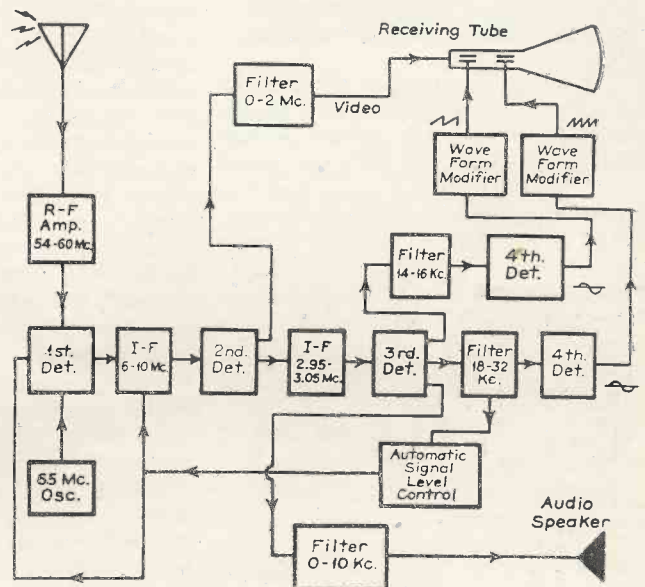 Receiving Tube
Filter
0-2 Mc.
Video
Wave
Form
Modifier
Wave
Form
Modifier
R-F
Amp.
54-60 Mc.
Filter
14-16 Kc.
4th.
Det.
1st.
Det.
I-F
6-10 Mc.
2nd.
Det.
I-F
2.95-
3.05 Mc.
3rd.
Det.
Filter
18-32
Kc.
4th.
Det.
65 Mc.
Osc.
Automatic
Signal
Level
Control
Audio
Speaker
Filter
0-10 Kc.